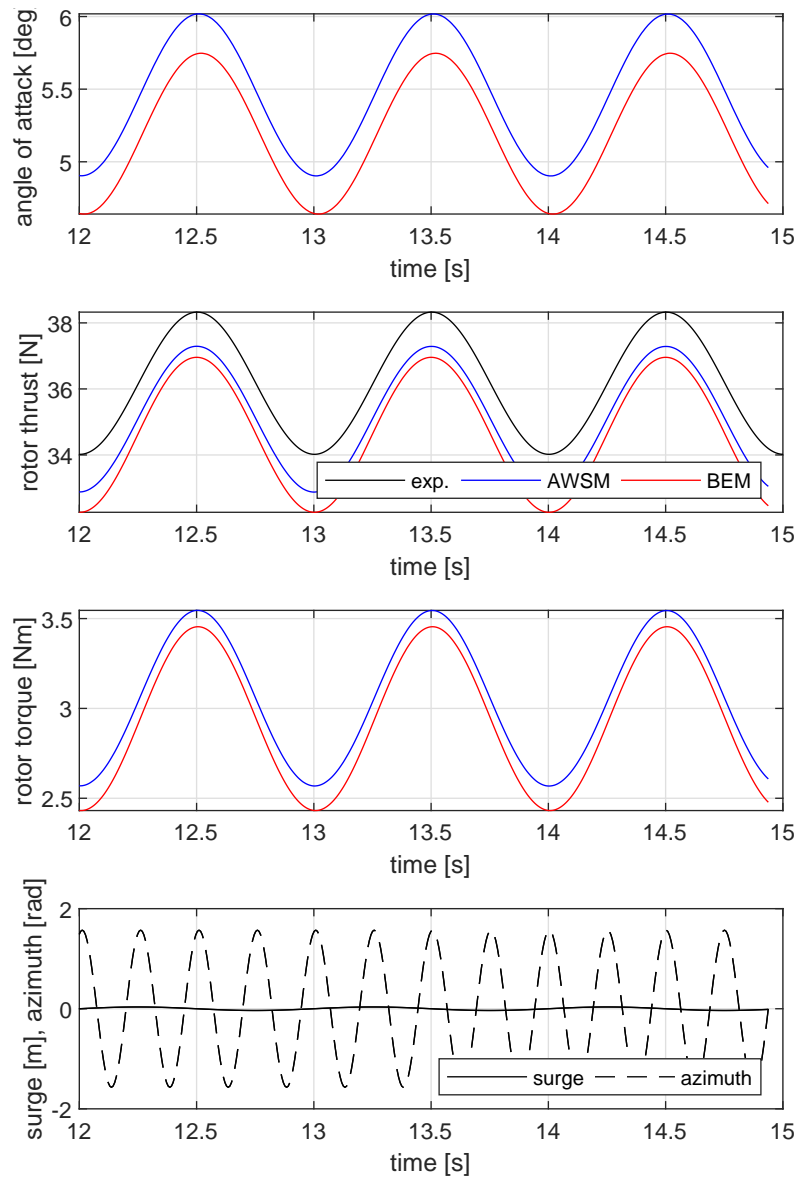 angle of attack [deg
6
5.5
5
12 12.5 13 13.5 14 14.5 15
time [s]
rotor thrust [N]
38
36
34
exp. AWSM BEM
12 12.5 13 13.5 14 14.5 15
time [s]
rotor torque [Nm]
3.5
3
2.5
12 12.5 13 13.5 14 14.5 15
time [s]
surge [m], azimuth [rad]
2
0
-2
surge azimuth
12 12.5 13 13.5 14 14.5 15
time [s]